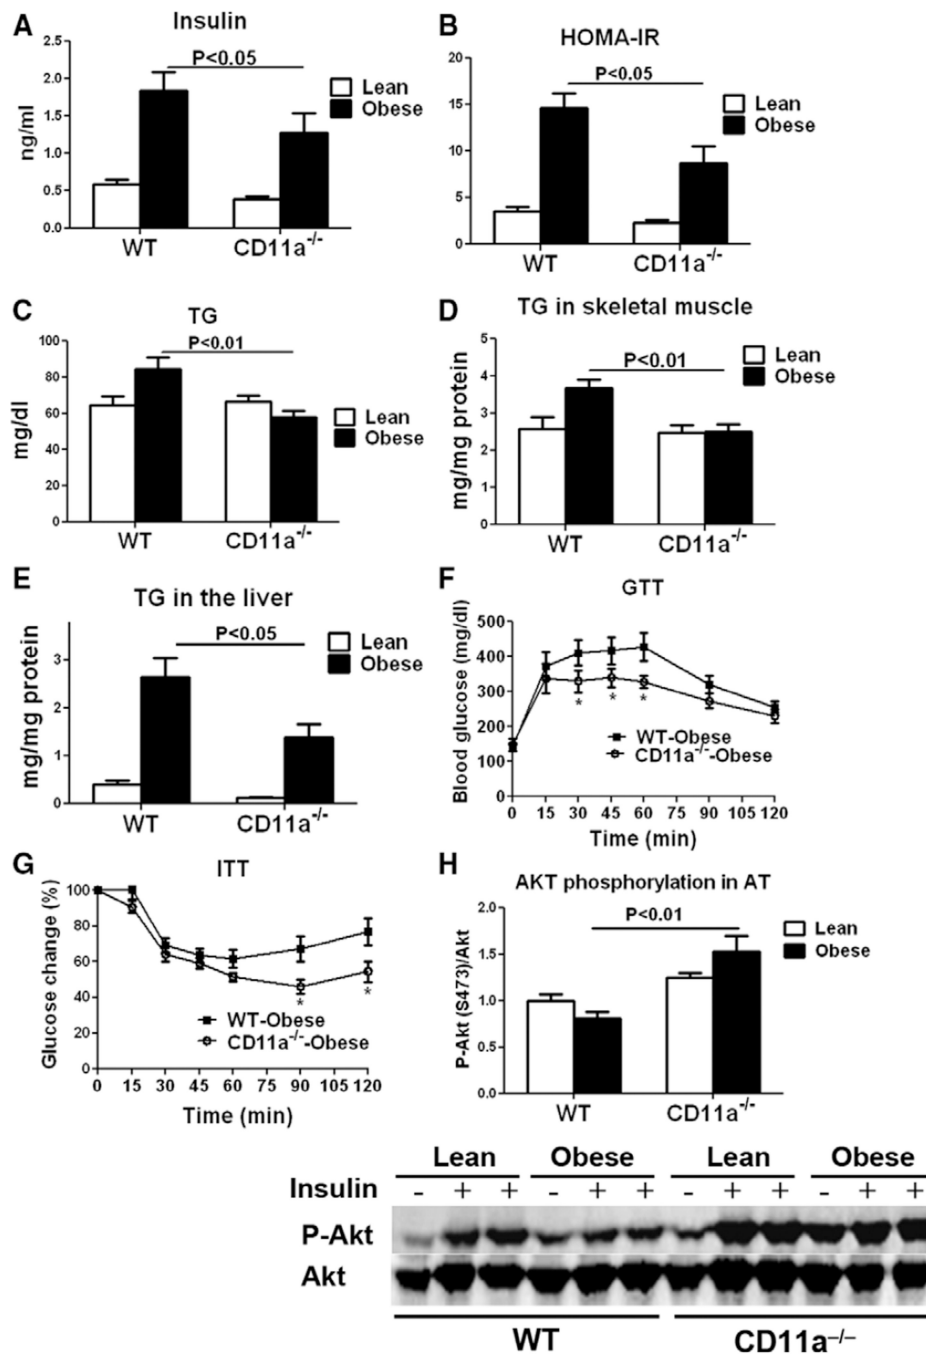 A
Insulin
P<0.05
ng/ml
2.5
2.0
1.5
1.0
0.5
0.0
Lean
Obese
WT
CD11a-/-
B
HOMA-IR
P<0.05
20
15
10
5
0
Lean
Obese
WT
CD11a-/-
C
TG
P<0.01
mg/dl
100
80
60
40
20
0
Lean
Obese
WT
CD11a-/-
D
TG in skeletal muscle
P<0.01
mg/mg protein
5
4
3
2
1
0
Lean
Obese
WT
CD11a-/-
E
TG in the liver
P<0.05
mg/mg protein
3
2
1
0
Lean
Obese
WT
CD11a-/-
F
GTT
Blood glucose (mg/dl)
500
400
300
200
100
0
* * *
WT-Obese
CD11a-/--Obese
0 15 30 45 60 75 90 105 120
Time (min)
G
ITT
Glucose change (%)
100
80
60
40
20
0
* *
WT-Obese
CD11a-/--Obese
0 15 30 45 60 75 90 105 120
Time (min)
H
AKT phosphorylation in AT
P<0.01
P-Akt (S473)/Akt
2.0
1.5
1.0
0.5
0.0
Lean
Obese
WT
CD11a-/-
Lean Obese Lean Obese
Insulin - + + - + + - + + - + +
P-Akt
Akt
WT CD11a–/–